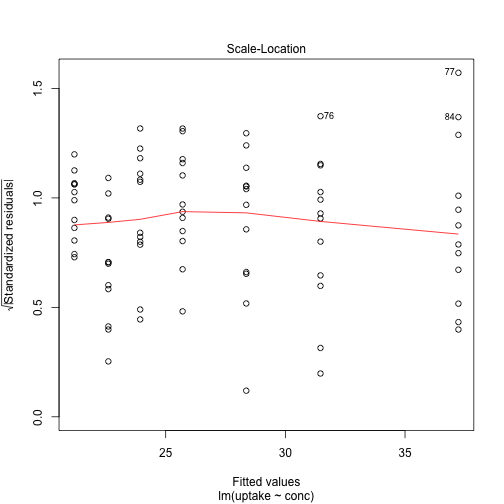 Scale-Location
77
1.5
76
84
1.0
√|Standardized residuals|
0.5
0.0
25 30 35
Fitted values
lm(uptake ~ conc)